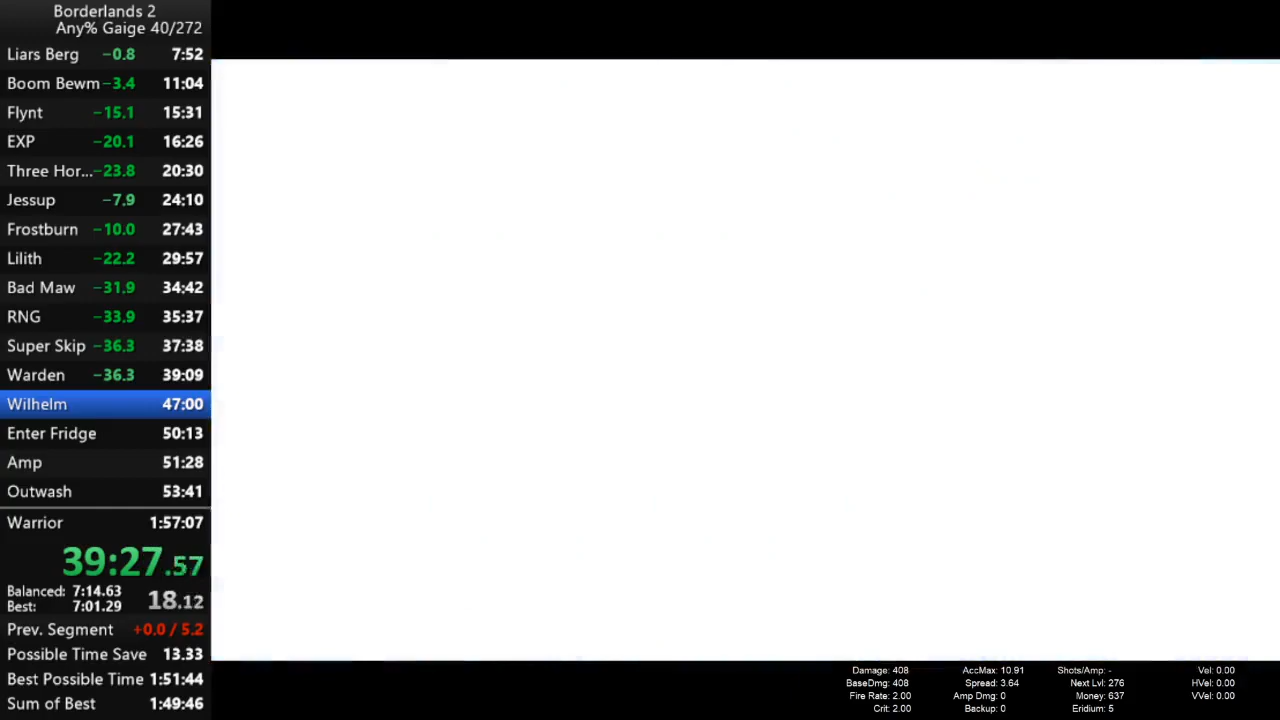 Borderlands 2
Any% Gaige 40/272
Liars Berg -0.8 7:52
Boom Bewm -3.4 11:04
Flynt -15.1 15:31
EXP -20.1 16:26
Three Hor... -23.8 20:30
Jessup -7.9 24:10
Frostburn -10.0 27:43
Lilith -22.2 29:57
Bad Maw -31.9 34:42
RNG -33.9 35:37
Super Skip -36.3 37:38
Warden -36.3 39:09
Wilhelm 47:00
Enter Fridge 50:13
Amp 51:28
Outwash 53:41
Warrior 1:57:07
39:27.57
Balanced: 7:14.63
Best: 7:01.29 18.12
Prev. Segment +0.0 / 5.2
Possible Time Save 13.33
Best Possible Time 1:51:44
Sum of Best 1:49:46
Damage: 408 AccMax: 10.91 Shots/Amp: - Vel: 0.00
BaseDmg: 408 Spread: 3.64 Next Lvl: 276 HVel: 0.00
Fire Rate: 2.00 Amp Dmg: 0 Money: 637 VVel: 0.00
Crit: 2.00 Backup: 0 Eridium: 5